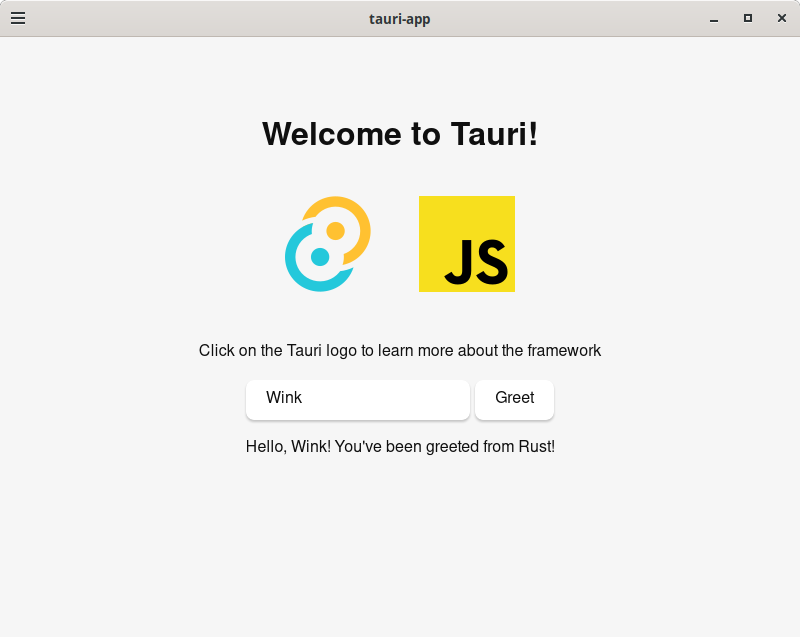 tauri-app
Welcome to Tauri!
JS
Click on the Tauri logo to learn more about the framework
Wink
Greet
Hello, Wink! You've been greeted from Rust!